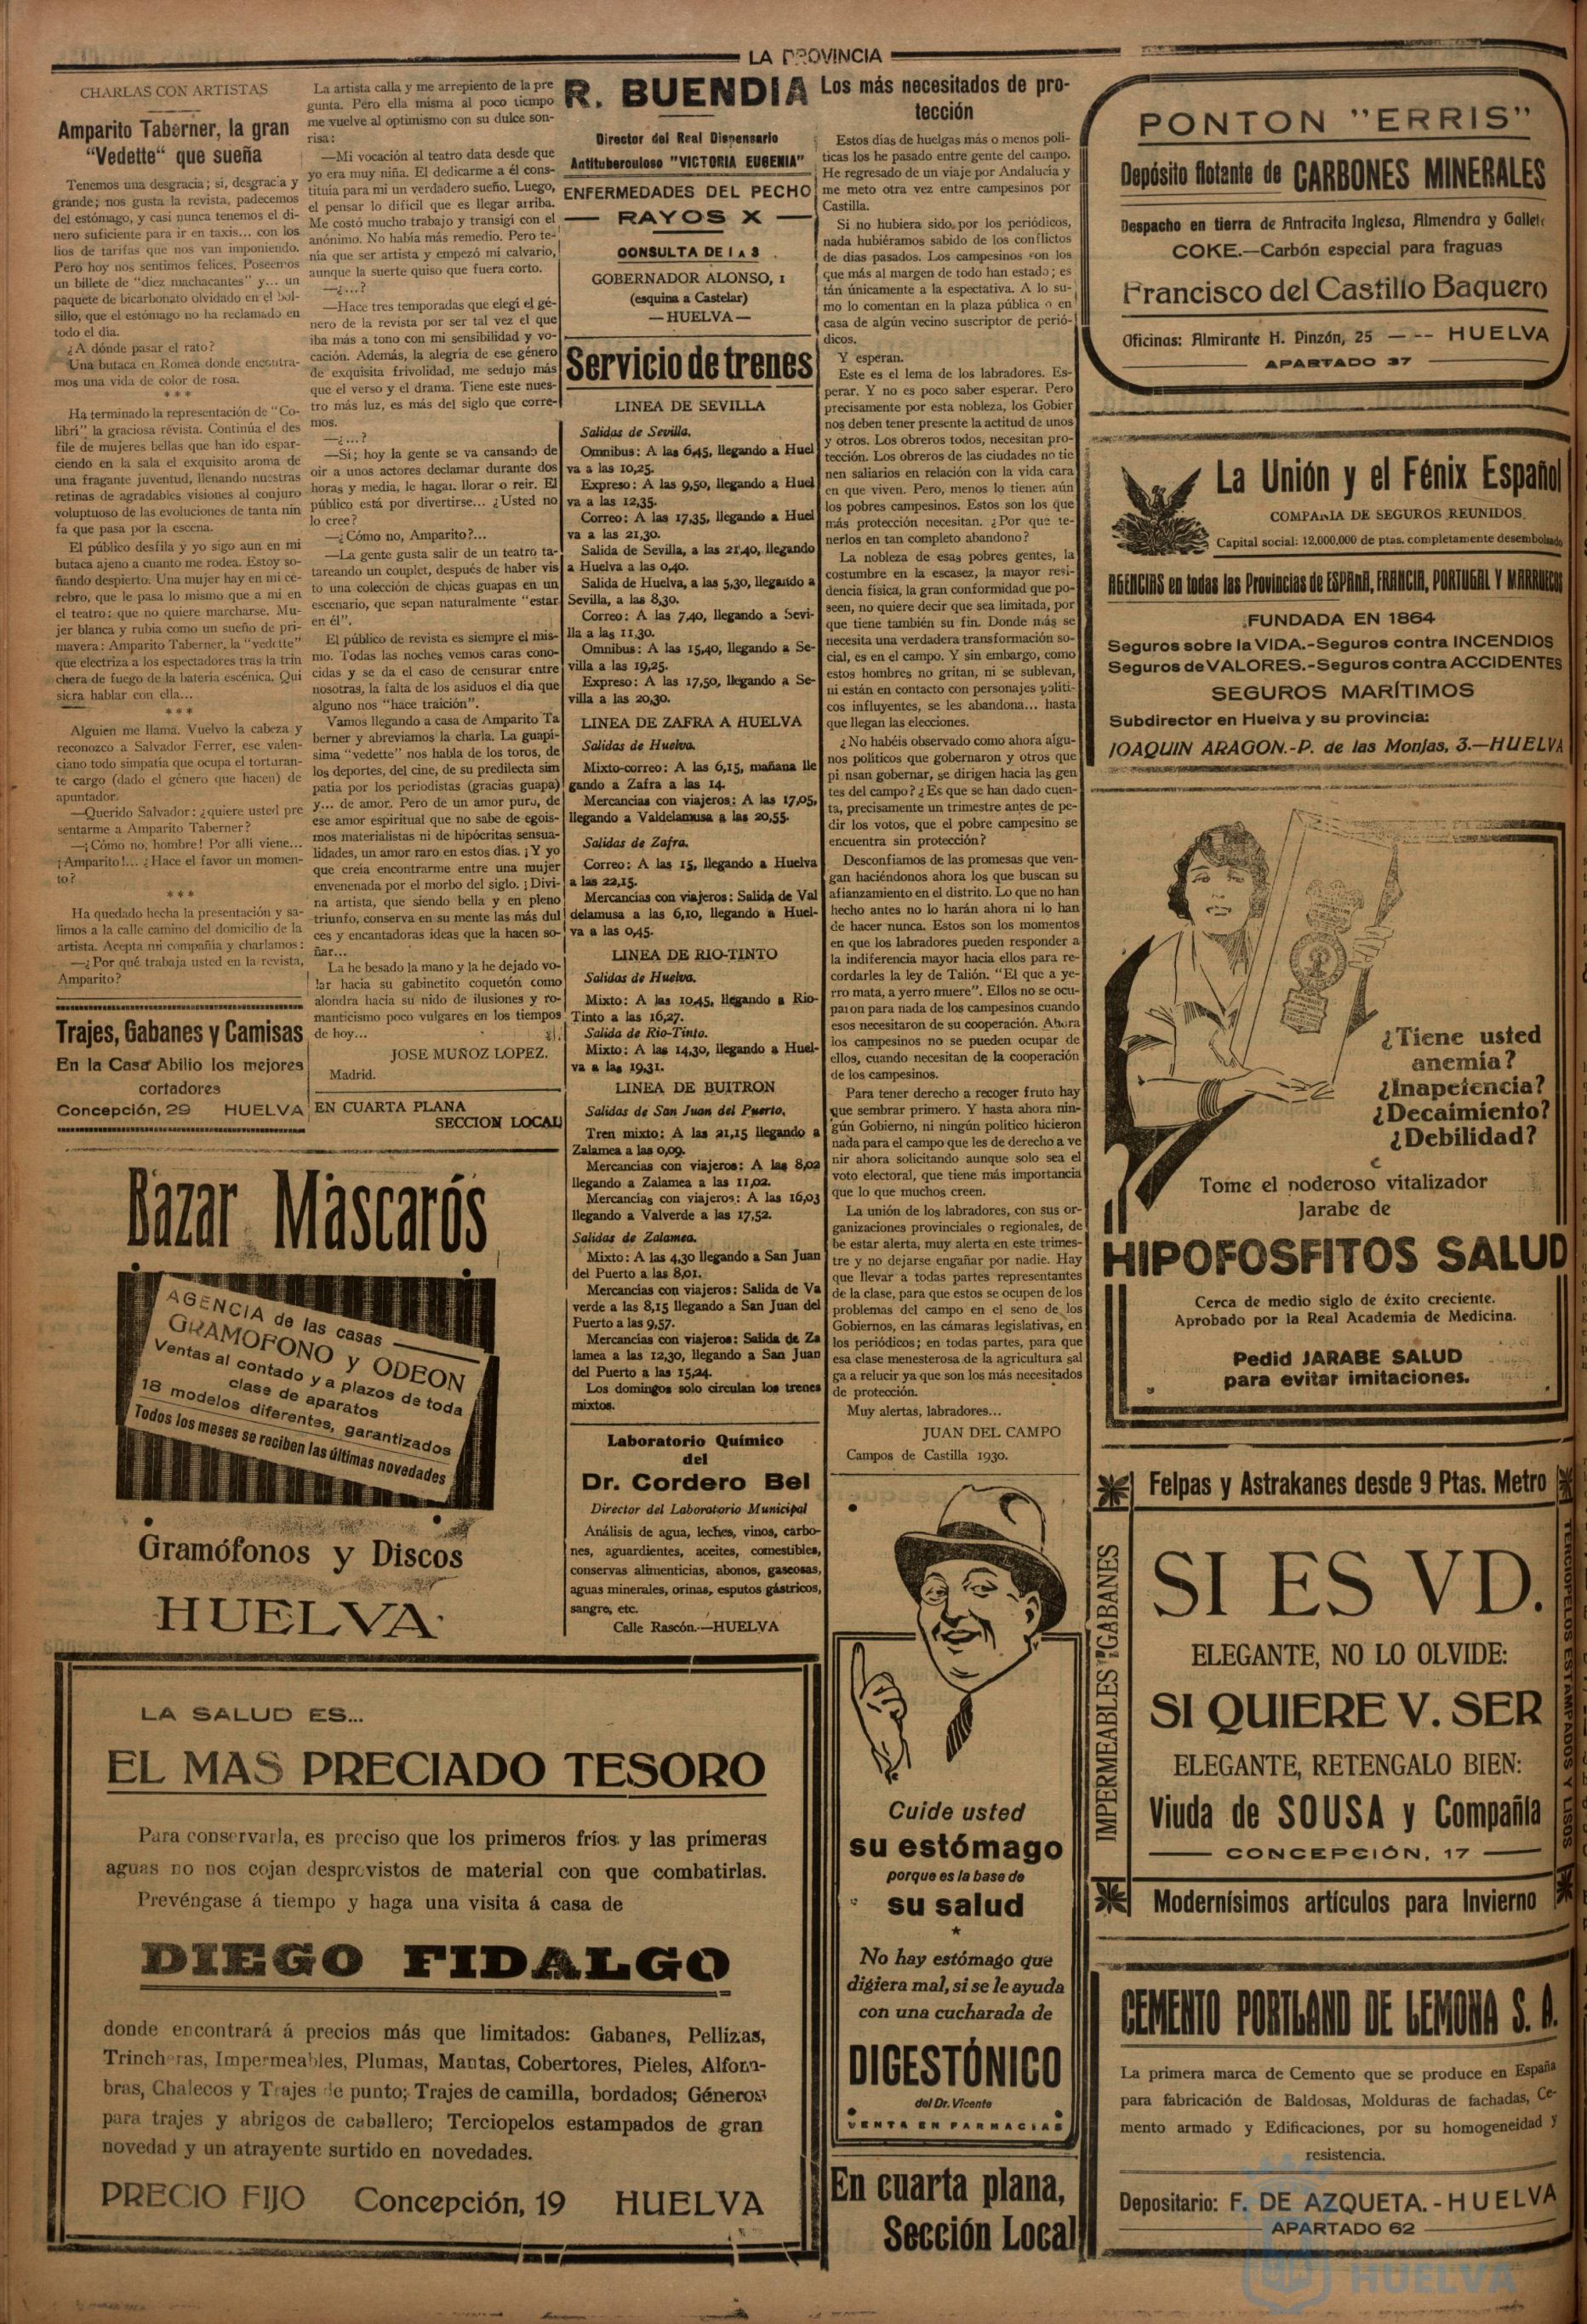 LA PROVINCIA
CHARLAS CON ARTISTAS
Amparito Taberner, la gran
"Vedette" que sueña
Tenemos una desgracia; si, desgracia y
grande; nos gusta la revista, padecemos
del estómago, y casi nunca tenemos el di-
nero suficiente para ir en taxis... con los
lios de tarifas que nos van imponiendo.
Pero hoy nos sentimos felices. Poseemos
un billete de "diez machacantes" y... un
paquete de bicarbonato olvidado en el bol-
sillo, que el estómago no ha reclamado en
todo el día.
¿A dónde pasar el rato?
Una butaca en Romea donde encontra-
mos una vida de color de rosa.
* * *
Ha terminado la representación de "Co-
libri", la graciosa révista. Continúa el des
file de mujeres bellas que han ido espar-
ciendo en la sala el exquisito aroma de
una fragante juventud, llenando nuestras
retinas de agradables visiones al conjuro
voluptuoso de las evoluciones de tanta nin
fa que pasa por la escena.
El público desfila y yo sigo aun en mi
butaca ajeno a cuanto me rodea. Estoy so-
ñando despierto. Una mujer hay en mi ce-
rebro, que le pasa lo mismo que a mi en
el teatro: que no quiere marcharse. Mu-
jer blanca y rubia como un sueño de pri-
mavera: Amparito Taberner, la "vedette"
que electriza a los espectadores tras la trin
chera de fuego de la bateria escénica. Qui
siera hablar con ella...
* * *
Alguien me llama. Vuelvo la cabeza y
reconozco a Salvador Ferrer, ese valen-
ciano todo simpatía que ocupa el torturan-
te cargo (dado el género que hacen) de
apuntador.
—Querido Salvador: ¿quiere usted pre
sentarme a Amparito Taberner?
—¡Cómo no, hombre! Por allí viene...
¡Amparito!... ¿Hace el favor un momen-
to?
* * *
Ha quedado hecha la presentación y sa-
limos a la calle camino del domicilio de la
artista. Acepta mi compañia y charlamos:
—¿Por qué trabaja usted en la revista,
Amparito?
Trajes, Gabanes y Camisas
En la Casa Abilio los mejores
cortadores
Concepción, 29 HUELVA
La artista calla y me arrepiento de la pre
gunta. Pero ella misma al poco tiempo
me vuelve al optimismo con su dulce son-
risa:
—Mi vocación al teatro data desde que
yo era muy niña. El dedicarme a él cons-
tituía para mi un verdadero sueño. Luego,
el pensar lo difícil que es llegar arriba.
Me costó mucho trabajo y transigí con el
anónimo. No había más remedio. Pero te-
nia que ser artista y empezó mi calvario,
aunque la suerte quiso que fuera corto.
—¿...?
—Hace tres temporadas que elegí el gé-
nero de la revista por ser tal vez el que
iba más a tono con mi sensibilidad y vo-
cación. Además, la alegría de ese género
de exquisita frivolidad, me sedujo más
que el verso y el drama. Tiene este nues-
tro más luz, es más del siglo que corre-
mos.
—¿...?
—Si; hoy la gente se va cansando de
oir a unos actores declamar durante dos
horas y media, le hagan llorar o reir. El
público está por divertirse... ¿Usted no
lo cree?
—¿Cómo no, Amparito?...
—La gente gusta salir de un teatro ta-
tareando un couplet, después de haber vis
to una colección de chicas guapas en un
escenario, que sepan naturalmente "estar
en él".
El público de revista es siempre el mis-
mo. Todas las noches vemos caras cono-
cidas y se da el caso de censurar entre
nosotras, la falta de los asiduos el día que
alguno nos "hace traición".
Vamos llegando a casa de Amparito Ta
berner y abreviamos la charla. La guapí-
sima "vedette" nos habla de los toros, de
los deportes, del cine, de su predilecta sim
patia por los periodistas (gracias guapa)
y... de amor. Pero de un amor puro, de
ese amor espiritual que no sabe de egois-
mos materialistas ni de hipócritas sensua-
lidades, un amor raro en estos días. ¡Y yo
que creia encontrarme entre una mujer
envenenada por el morbo del siglo. ¡Divi-
na artista, que siendo bella y en pleno
triunfo, conserva en su mente las más dul
ces y encantadoras ideas que la hacen so-
ñar...
La he besado la mano y la he dejado vo-
lar hacia su gabinetito coquetón como
alondra hacia su nido de ilusiones y ro-
manticismo poco vulgares en los tiempos
de hoy...
JOSE MUÑOZ LOPEZ.
Madrid.
EN CUARTA PLANA
SECCION LOCAL
Bazar Mascarós
AGENCIA de las casas
GRAMOFONO y ODEON
Ventas al contado y a plazos de toda
clase de aparatos
18 modelos diferentes, garantizados
Todos los meses se reciben las últimas novedades
Gramófonos y Discos
HUELVA
R. BUENDIA
Director del Real Dispensario
Antituberculoso "VICTORIA EUGENIA"
ENFERMEDADES DEL PECHO
RAYOS X
CONSULTA DE 1 A 3
GOBERNADOR ALONSO, 1
(esquina a Castelar)
—HUELVA—
Servicio de trenes
LINEA DE SEVILLA
Salidas de Sevilla.
Omnibus: A las 6,45, llegando a Huel
va a las 10,25.
Expreso: A las 9,50, llegando a Huel
va a las 12,35.
Correo: A las 17,35, llegando a Huel
va a las 21,30.
Salida de Sevilla, a las 21'40, llegando
a Huelva a las 0,40.
Salida de Huelva, a las 5,30, llegando a
Sevilla, a las 8,30.
Correo: A las 7,40, llegando a Sevi-
lla a las 11,30.
Omnibus: A las 15,40, llegando a Se-
villa a las 19,25.
Expreso: A las 17,50, llegando a Se-
villa a las 20,30.
LINEA DE ZAFRA A HUELVA
Salidas de Huelva.
Mixto-correo: A las 6,15, mañana lle
gando a Zafra a las 14.
Mercancías con viajeros: A las 17,05,
llegando a Valdelamusa a las 20,55.
Salidas de Zafra.
Correo: A las 15, llegando a Huelva
a las 22,15.
Mercancías con viajeros: Salida de Val
delamusa a las 6,10, llegando a Huel-
va a las 0,45.
LINEA DE RIO-TINTO
Salidas de Huelva.
Mixto: A las 10,45, llegando a Rio-
Tinto a las 16,27.
Salida de Rio-Tinto.
Mixto: A las 14,30, llegando a Huel-
va a las 19,31.
LINEA DE BUITRON
Salidas de San Juan del Puerto.
Tren mixto: A las 21,15 llegando a
Zalamea a las 0,09.
Mercancías con viajeros: A las 8,02
llegando a Zalamea a las 11,02.
Mercancías con viajeros: A las 16,03
llegando a Valverde a las 17,52.
Salidas de Zalamea.
Mixto: A las 4,30 llegando a San Juan
del Puerto a las 8,01.
Mercancías con viajeros: Salida de Va
verde a las 8,15 llegando a San Juan del
Puerto a las 9,57.
Mercancías con viajeros: Salida de Za
lamea a las 12,30, llegando a San Juan
del Puerto a las 15,24.
Los domingos solo circulan los trenes
mixtos.
Laboratorio Químico
del
Dr. Cordero Bel
Director del Laboratorio Municipal
Análisis de agua, leches, vinos, carbo-
nes, aguardientes, aceites, comestibles,
conservas alimenticias, abonos, gaseosas,
aguas minerales, orinas, esputos gástricos,
sangre, etc.
Calle Rascón.—HUELVA
LA SALUD ES...
EL MAS PRECIADO TESORO
Para conservarla, es preciso que los primeros fríos y las primeras
aguas no nos cojan desprovistos de material con que combatirlas.
Prevéngase á tiempo y haga una visita á casa de
DIEGO FIDALGO
donde encontrará á precios más que limitados: Gabanes, Pellizas,
Trincheras, Impermeables, Plumas, Mantas, Cobertores, Pieles, Alfom-
bras, Chalecos y Trajes de punto; Trajes de camilla, bordados; Géneros
para trajes y abrigos de caballero; Terciopelos estampados de gran
novedad y un atrayente surtido en novedades.
PRECIO FIJO Concepción, 19 HUELVA
Los más necesitados de pro-
tección
Estos días de huelgas más o menos polí-
ticas los he pasado entre gente del campo.
He regresado de un viaje por Andalucía y
me meto otra vez entre campesinos por
Castilla.
Si no hubiera sido, por los periódicos,
nada hubiéramos sabido de los conflictos
de días pasados. Los campesinos son los
que más al margen de todo han estado; es
tán únicamente a la espectativa. A lo su-
mo lo comentan en la plaza pública o en
casa de algún vecino suscriptor de perió-
dicos.
Y esperan.
Este es el lema de los labradores. Es-
perar. Y no es poco saber esperar. Pero
precisamente por esta nobleza, los Gobier
nos deben tener presente la actitud de unos
y otros. Los obreros todos, necesitan pro-
tección. Los obreros de las ciudades no tie
nen saliarios en relación con la vida cara
en que viven. Pero, menos lo tienen aún
los pobres campesinos. Estos son los que
más protección necesitan. ¿Por que te-
nerlos en tan completo abandono?
La nobleza de esas pobres gentes, la
costumbre en la escasez, la mayor resi-
dencia física, la gran conformidad que po-
seen, no quiere decir que sea limitada, por
que tiene también su fin. Donde más se
necesita una verdadera transformación so-
cial, es en el campo. Y sin embargo, como
estos hombres no gritan, ni se sublevan,
ni están en contacto con personajes politi-
cos influyentes, se les abandona... hasta
que llegan las elecciones.
¿No habéis observado como ahora algu-
nos políticos que gobernaron y otros que
pi nsan gobernar, se dirigen hacia las gen
tes del campo? ¿Es que se han dado cuen-
ta, precisamente un trimestre antes de pe-
dir los votos, que el pobre campesino se
encuentra sin protección?
Desconfiamos de las promesas que ven-
gan haciéndonos ahora los que buscan su
afianzamiento en el distrito. Lo que no han
hecho antes no lo harán ahora ni lo han
de hacer nunca. Estos son los momentos
en que los labradores pueden responder a
la indiferencia mayor hacia ellos para re-
cordarles la ley de Talión. "El que a ye-
rro mata, a yerro muere". Ellos no se ocu-
paron para nada de los campesinos cuando
esos necesitaron de su cooperación. Ahora
los campesinos no se pueden ocupar de
ellos, cuando necesitan de la cooperación
de los campesinos.
Para tener derecho a recoger fruto hay
que sembrar primero. Y hasta ahora nin-
gún Gobierno, ni ningún político hicieron
nada para el campo que les de derecho a ve
nir ahora solicitando aunque solo sea el
voto electoral, que tiene más importancia
que lo que muchos creen.
La unión de los labradores, con sus or-
ganizaciones provinciales o regionales, de
be estar alerta, muy alerta en este trimes-
tre y no dejarse engañar por nadie. Hay
que llevar a todas partes representantes
de la clase, para que estos se ocupen de los
problemas del campo en el seno de los
Gobiernos, en las cámaras legislativas, en
los periódicos; en todas partes, para que
esa clase menesterosa de la agricultura sal
ga a relucir ya que son los más necesitados
de protección.
Muy alertas, labradores...
JUAN DEL CAMPO
Campos de Castilla 1930.
Cuide usted
su estómago
porque es la base de
su salud
*
No hay estómago que
digiera mal, si se le ayuda
con una cucharada de
DIGESTÓNICO
del Dr. Vicente
VENTA EN FARMACIAS
En cuarta plana,
Sección Local
PONTON "ERRIS"
Depósito flotante de CARBONES MINERALES
Despacho en tierra de Antracita Inglesa, Almendra y Galleta
COKE.—Carbón especial para fraguas
Francisco del Castillo Baquero
Oficinas: Almirante H. Pinzón, 25 — -- HUELVA
APARTADO 37
La Unión y el Fénix Español
COMPAÑIA DE SEGUROS REUNIDOS
Capital social: 12.000,000 de ptas. completamente desembolsado
AGENCIAS en todas las Provincias de ESPAÑA, FRANCIA, PORTUGAL Y MARRUECOS
FUNDADA EN 1864
Seguros sobre la VIDA.-Seguros contra INCENDIOS
Seguros de VALORES.-Seguros contra ACCIDENTES
SEGUROS MARÍTIMOS
Subdirector en Huelva y su provincia:
JOAQUIN ARAGON.-P. de las Monjas, 3.—HUELVA
¿Tiene usted
anemia?
¿Inapetencia?
¿Decaimiento?
¿Debilidad?
Tome el poderoso vitalizador
Jarabe de
HIPOFOSFITOS SALUD
Cerca de medio siglo de éxito creciente.
Aprobado por la Real Academia de Medicina.
Pedid JARABE SALUD
para evitar imitaciones.
Felpas y Astrakanes desde 9 Ptas. Metro
IMPERMEABLES GABANES
TERCIOPELOS ESTAMPADOS Y LISOS
SI ES VD.
ELEGANTE, NO LO OLVIDE:
SI QUIERE V. SER
ELEGANTE, RETENGALO BIEN:
Viuda de SOUSA y Compañía
CONCEPCIÓN, 17
Modernísimos artículos para Invierno
CEMENTO PORTLAND DE LEMONA S. A.
La primera marca de Cemento que se produce en España
para fabricación de Baldosas, Molduras de fachadas, Ce-
mento armado y Edificaciones, por su homogeneidad y
resistencia.
Depositario: F. DE AZQUETA.-HUELVA
APARTADO 62
HUELVA